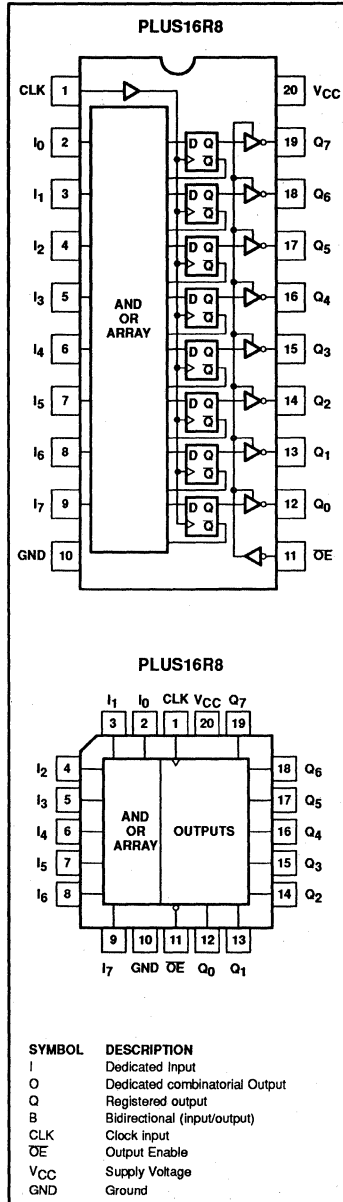 PLUS16R8
CLK 1 20 VCC
I0 2 D Q Q̅ 19 Q7
I1 3 D Q Q̅ 18 Q6
I2 4 D Q Q̅ 17 Q5
I3 5 D Q Q̅ 16 Q4
AND
OR
ARRAY
I4 6 D Q Q̅ 15 Q3
I5 7 D Q Q̅ 14 Q2
I6 8 D Q Q̅ 13 Q1
I7 9 D Q Q̅ 12 Q0
GND 10 11 O̅E̅
PLUS16R8
I1 I0 CLK VCC Q7
3 2 1 20 19
I2 4 18 Q6
I3 5 17 Q5
I4 6 16 Q4
I5 7 15 Q3
I6 8 14 Q2
AND
OR
ARRAY
OUTPUTS
9 10 11 12 13
I7 GND O̅E̅ Q0 Q1
SYMBOL DESCRIPTION
I Dedicated Input
O Dedicated combinatorial Output
Q Registered output
B Bidirectional (input/output)
CLK Clock input
O̅E̅ Output Enable
VCC Supply Voltage
GND Ground